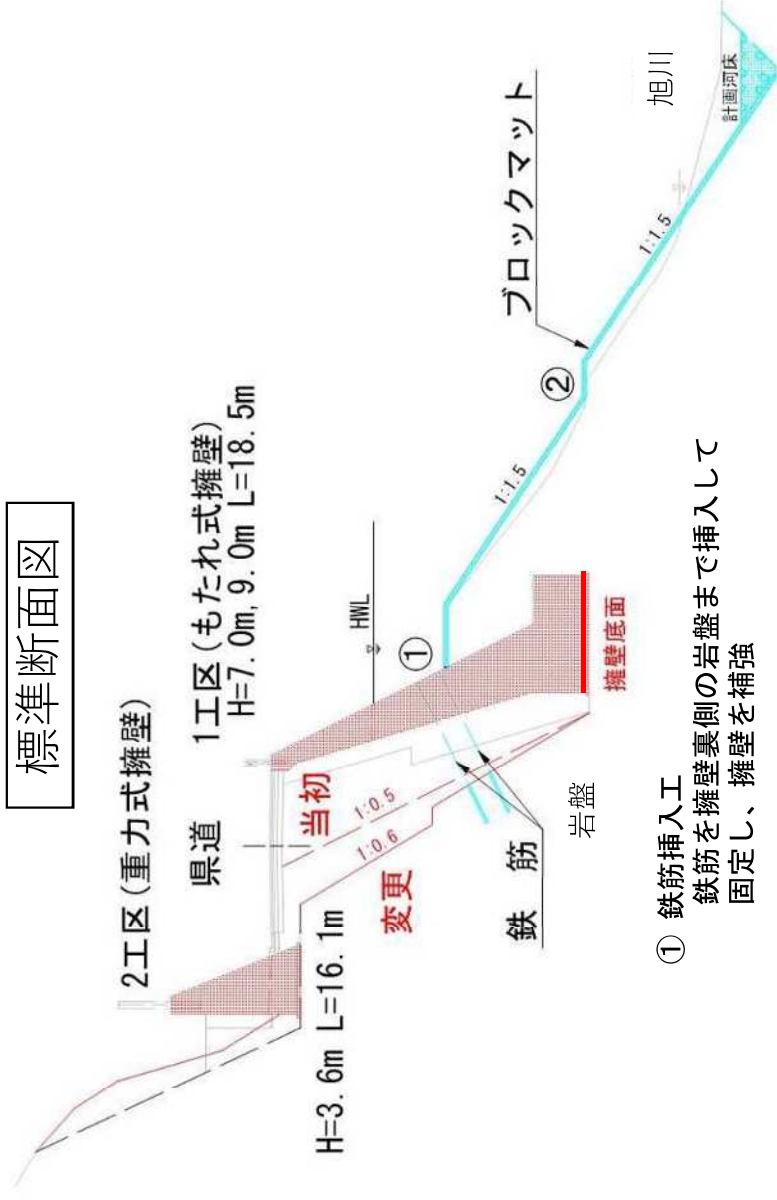 標準断面図
2工区(重力式擁壁)
県道
1工区(もたれ式擁壁)
H=7.0m,9.0m L=18.5m
HWL
当初
1:0.5
1:0.6
変更
H=3.6m L=16.1m
①
②
ブロックマット
1:1.5
1:1.5
旭川
計画河床
擁壁底面
岩盤
鉄 筋
① 鉄筋挿入工
鉄筋を擁壁裏側の岩盤まで挿入して
固定し、擁壁を補強